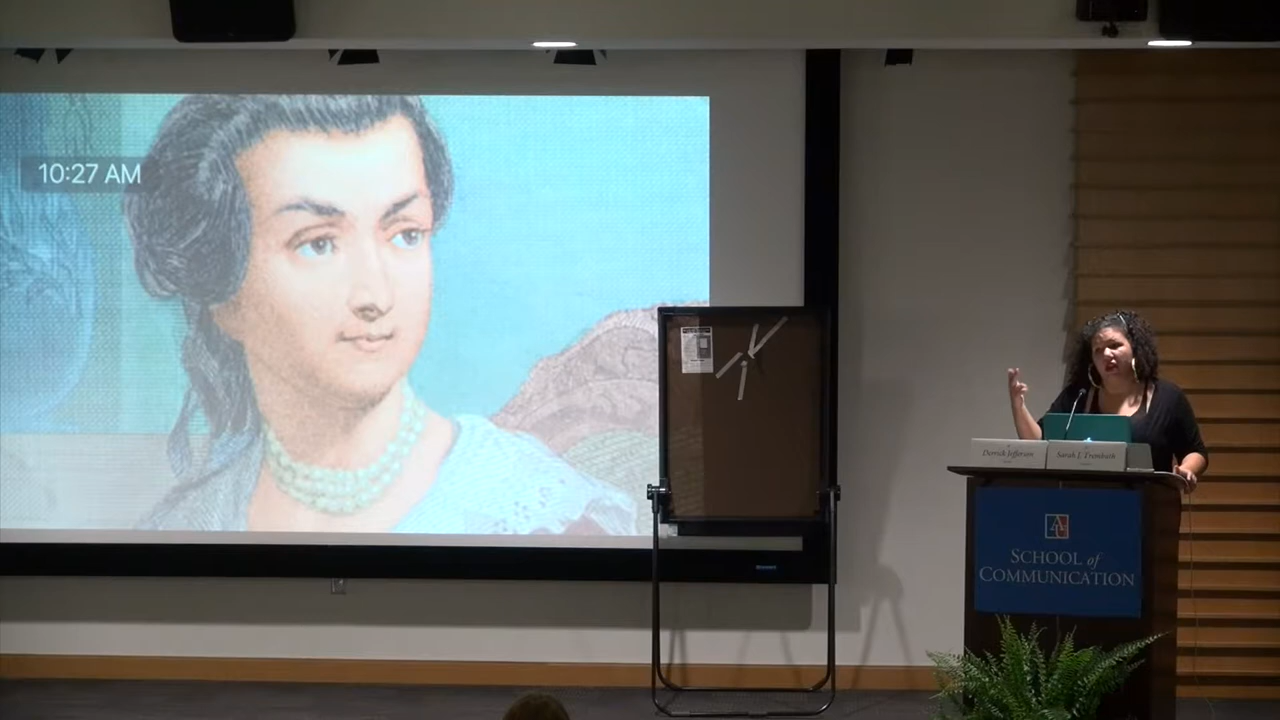 10:27 AM
Derrick Jefferson
Sarah J. Trembath
SCHOOL of
COMMUNICATION